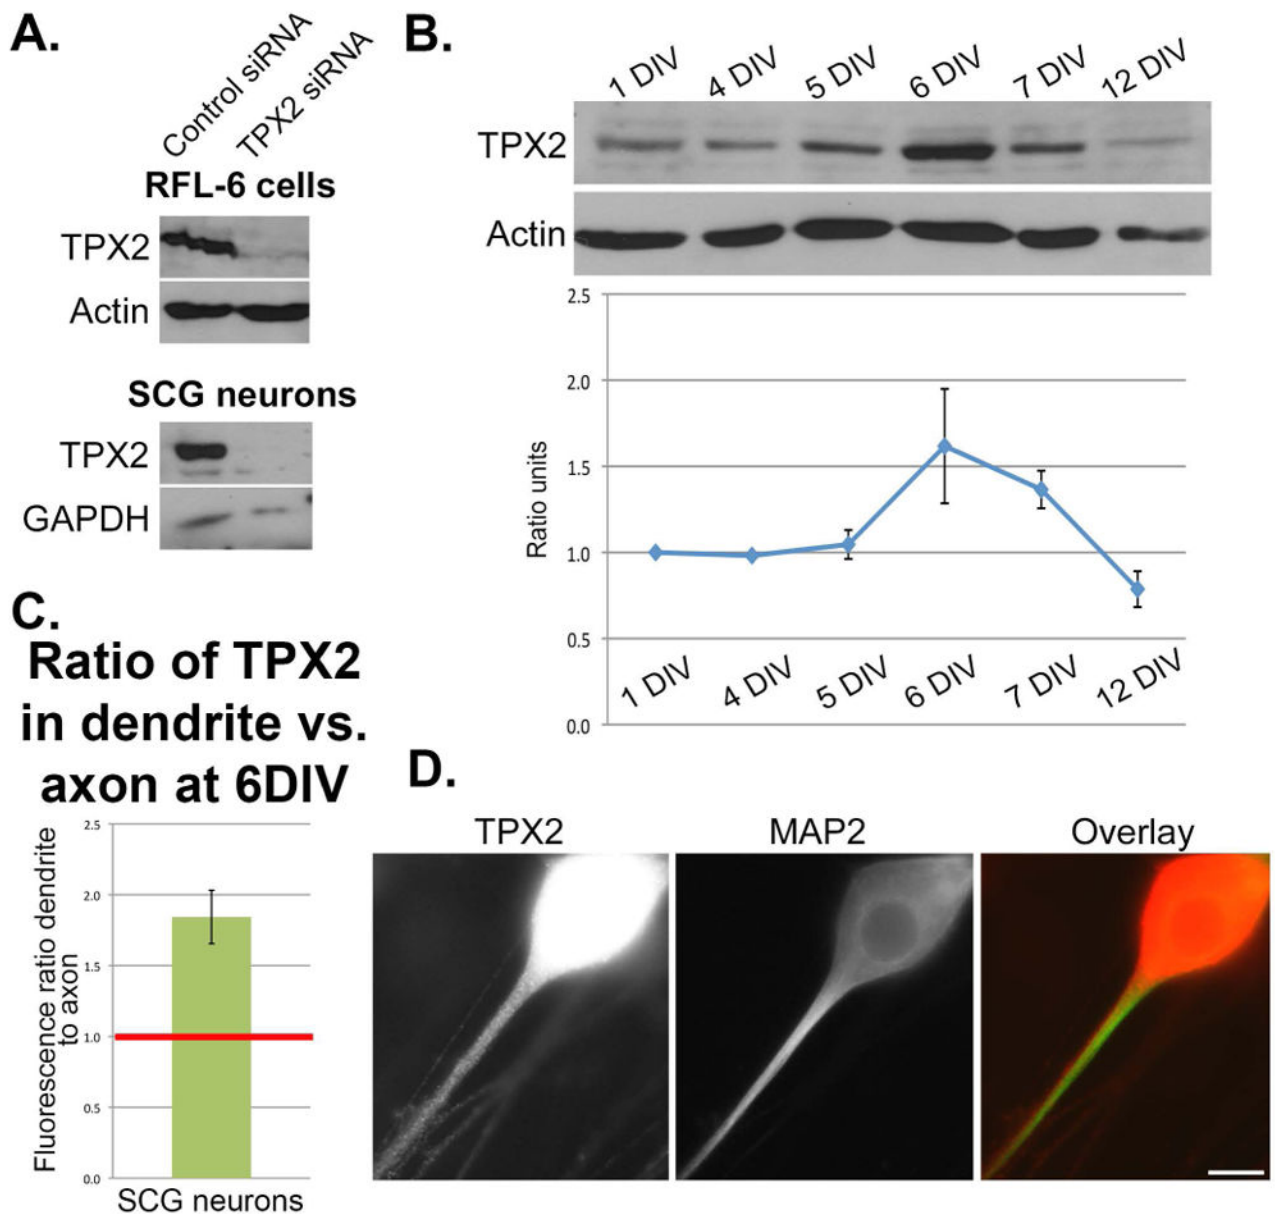 A.
Control siRNA
TPX2 siRNA
RFL-6 cells
TPX2
Actin
SCG neurons
TPX2
GAPDH
B.
1 DIV 4 DIV 5 DIV 6 DIV 7 DIV 12 DIV
TPX2
Actin
2.5
2.0
1.5
1.0
0.5
0.0
Ratio units
1 DIV 4 DIV 5 DIV 6 DIV 7 DIV 12 DIV
C.
Ratio of TPX2
in dendrite vs.
axon at 6DIV
Fluorescence ratio dendrite
to axon
2.5
2.0
1.5
1.0
0.5
0.0
SCG neurons
D.
TPX2 MAP2 Overlay